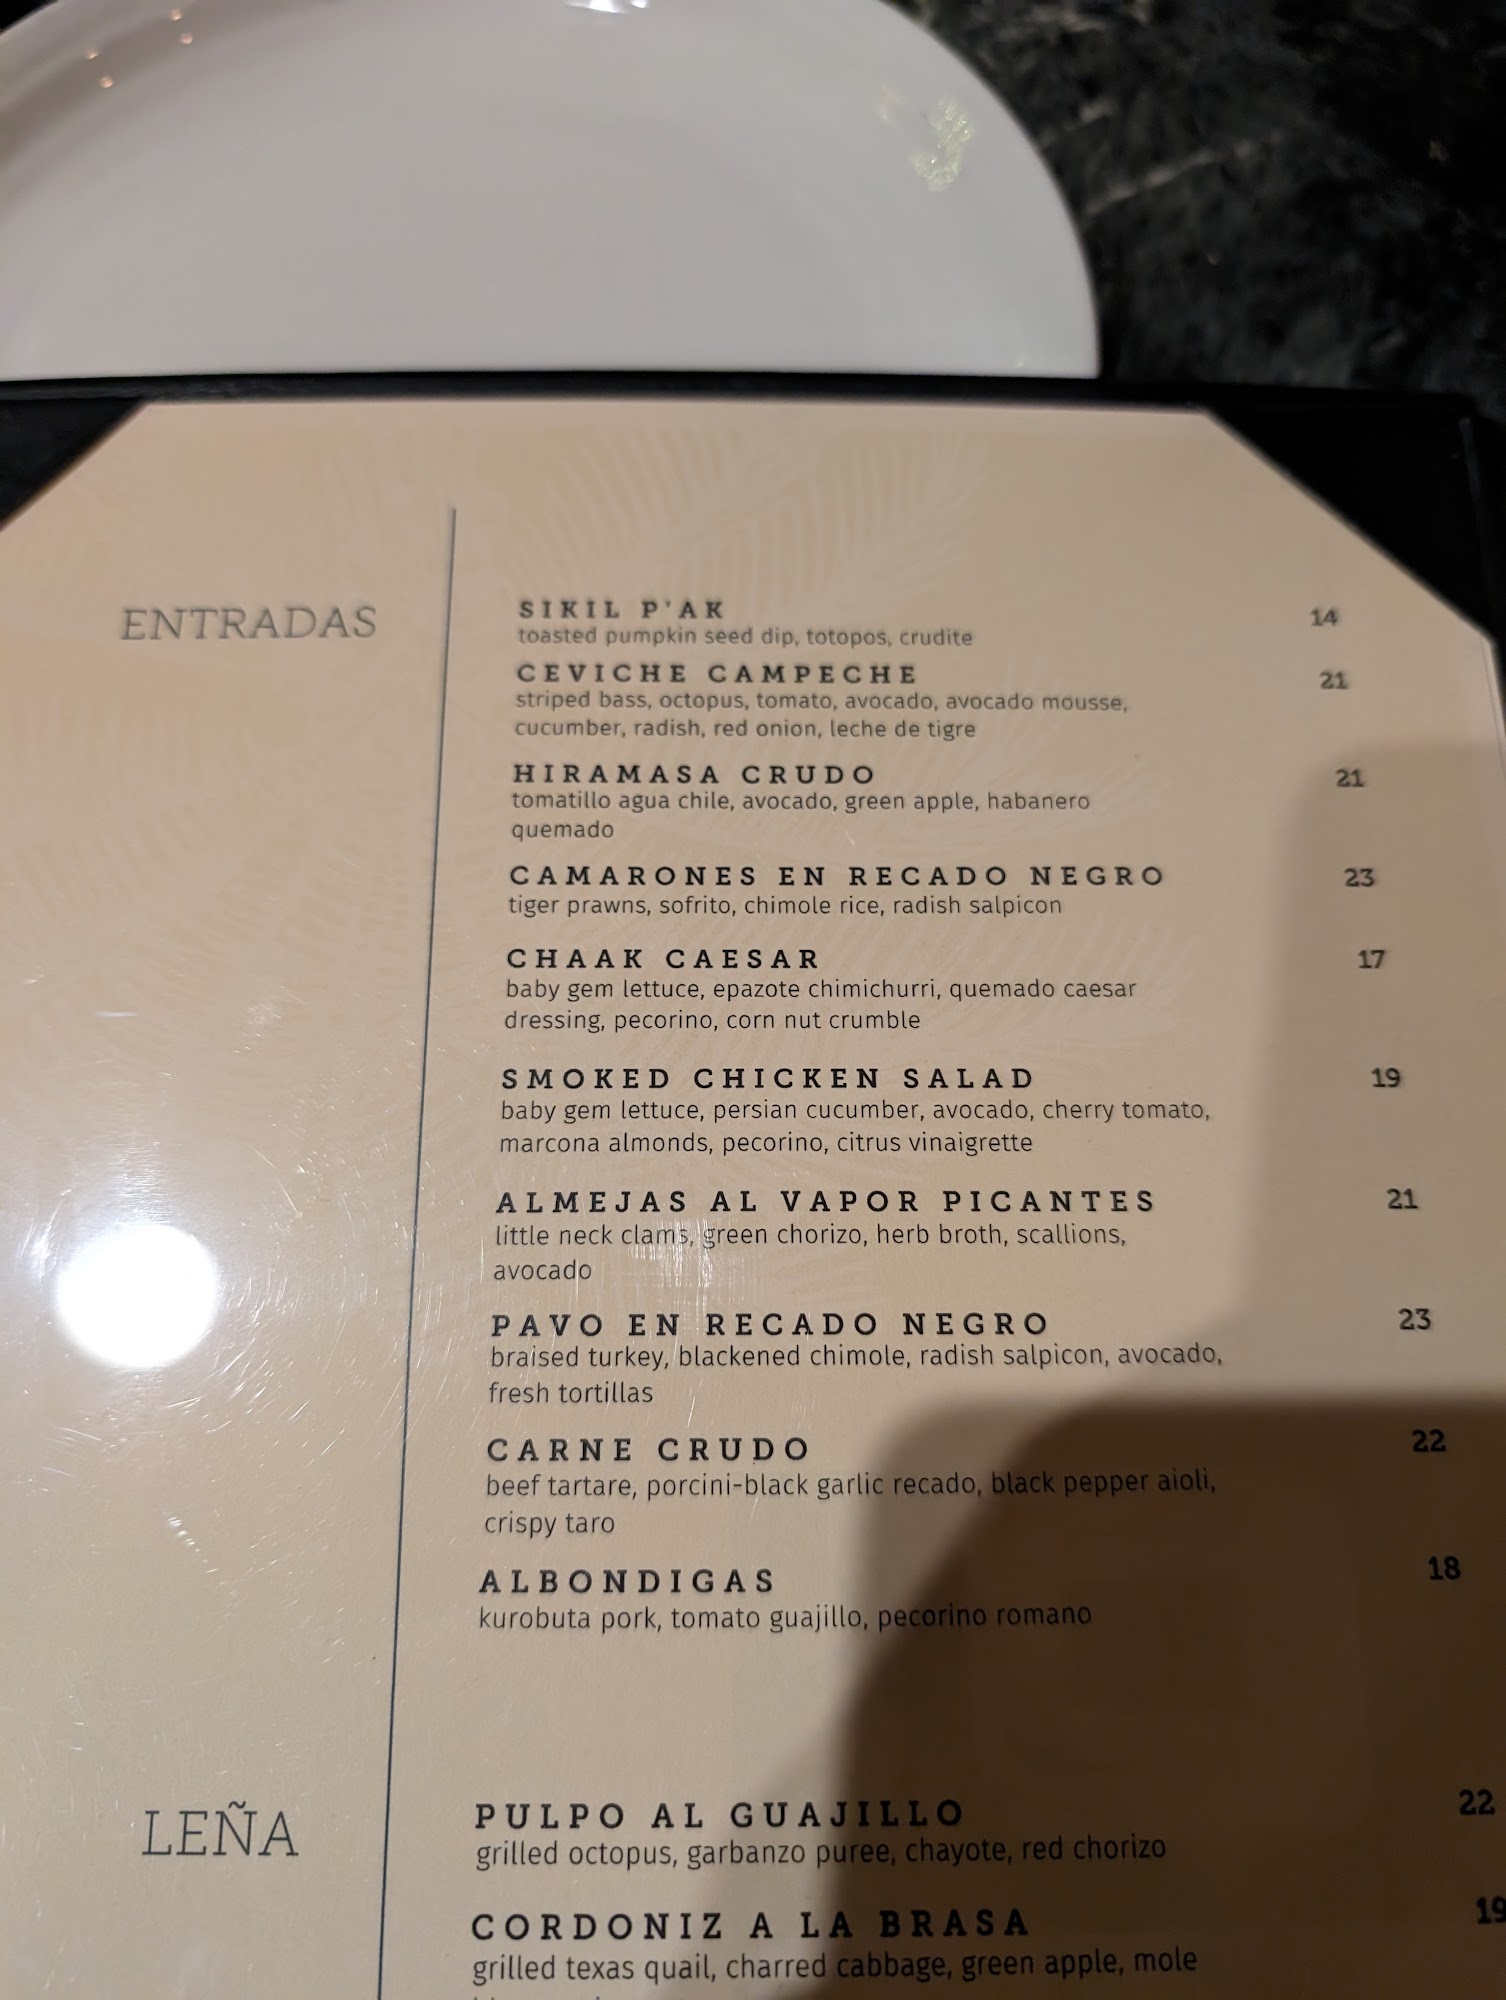 ENTRADAS
SIKIL P'AK 14
toasted pumpkin seed dip, totopos, crudite
CEVICHE CAMPECHE 21
striped bass, octopus, tomato, avocado, avocado mousse,
cucumber, radish, red onion, leche de tigre
HIRAMASA CRUDO 21
tomatillo agua chile, avocado, green apple, habanero
quemado
CAMARONES EN RECADO NEGRO 23
tiger prawns, sofrito, chimole rice, radish salpicon
CHAAK CAESAR 17
baby gem lettuce, epazote chimichurri, quemado caesar
dressing, pecorino, corn nut crumble
SMOKED CHICKEN SALAD 19
baby gem lettuce, persian cucumber, avocado, cherry tomato,
marcona almonds, pecorino, citrus vinaigrette
ALMEJAS AL VAPOR PICANTES 21
little neck clams, green chorizo, herb broth, scallions,
avocado
PAVO EN RECADO NEGRO 23
braised turkey, blackened chimole, radish salpicon, avocado,
fresh tortillas
CARNE CRUDO 22
beef tartare, porcini-black garlic recado, black pepper aioli,
crispy taro
ALBONDIGAS 18
kurobuta pork, tomato guajillo, pecorino romano
LEÑA
PULPO AL GUAJILLO 22
grilled octopus, garbanzo puree, chayote, red chorizo
CORDONIZ A LA BRASA 19
grilled texas quail, charred cabbage, green apple, mole